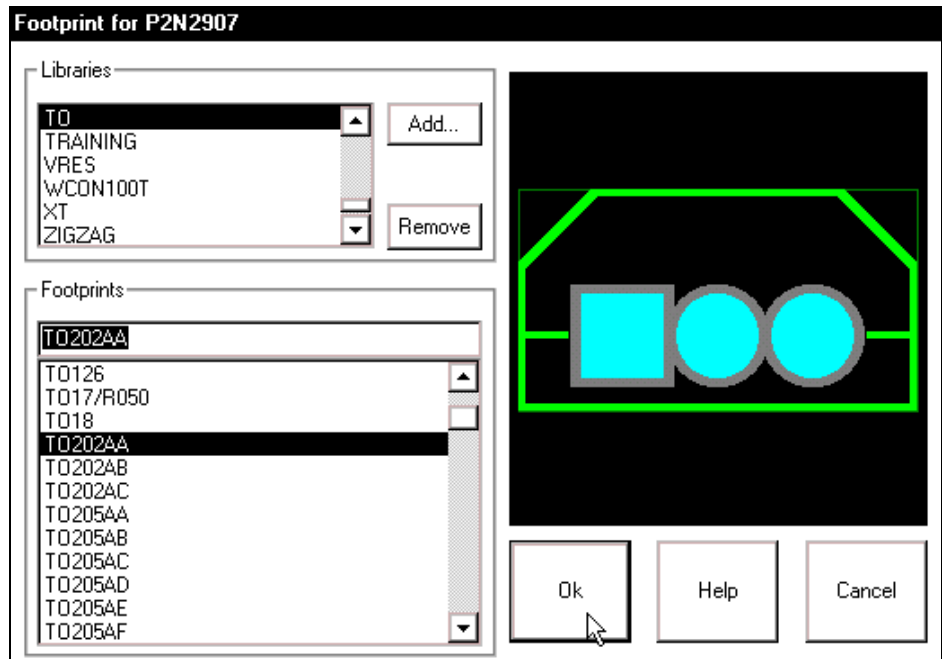 Footprint for P2N2907
Libraries
TO
TRAINING
VRES
WCON100T
XT
ZIGZAG
Add...
Remove
Footprints
TO202AA
TO126
TO17/R050
TO18
TO202AA
TO202AB
TO202AC
TO205AA
TO205AB
TO205AC
TO205AD
TO205AE
TO205AF
Ok
Help
Cancel